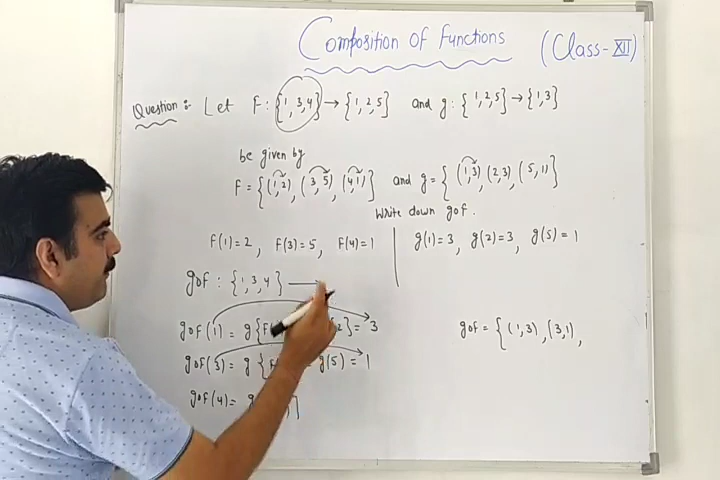 Composition of Functions (Class-XII)
Question:- Let F: {1, 3, 4} → {1, 2, 5} and g: {1, 2, 5} → {1, 3}
be given by
F = {(1, 2), (3, 5), (4, 1)} and g = { (1, 3), (2, 3), (5, 1)
Write down gof.
F(1)=2, F(3)=5, F(4)=1 g(1)=3, g(2)=3, g(5)=1
gof : {1, 3, 4} —
gof(1) = g{F 2} = 3
gof(3) = g { g(5) = 1
gof(4) =
gof = { (1, 3), (3, 1),